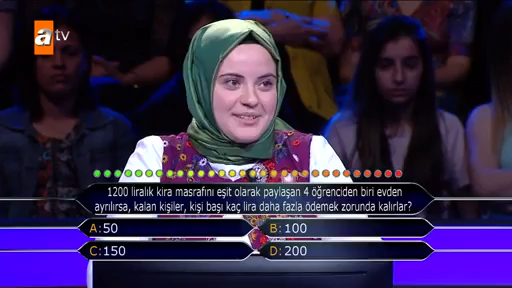 atv
1200 liralık kira masrafını eşit olarak paylaşan 4 öğrenciden biri evden
ayrılırsa, kalan kişiler, kişi başı kaç lira daha fazla ödemek zorunda kalırlar?
A:50
B:100
C:150
D:200